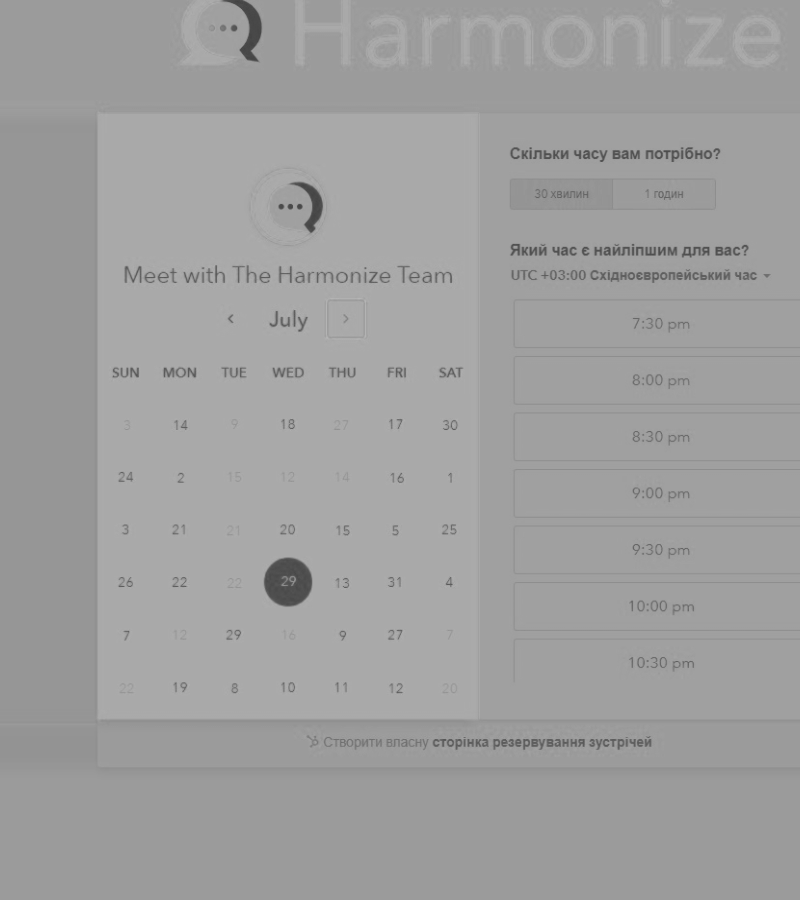 Harmonize
Meet with The Harmonize Team
July
SUN MON TUE WED THU FRI SAT
3 14 9 18 27 17 30
24 2 15 12 14 16 1
3 21 21 20 15 5 25
26 22 22 29 13 31 4
7 12 29 16 9 27 7
22 19 8 10 11 12 20
Скільки часу вам потрібно?
30 хвилин 1 годин
Який час є найліпшим для вас?
UTC +03:00 Східноєвропейський час
7:30 pm
8:00 pm
8:30 pm
9:00 pm
9:30 pm
10:00 pm
10:30 pm
Створити власну сторінка резервування зустрічей